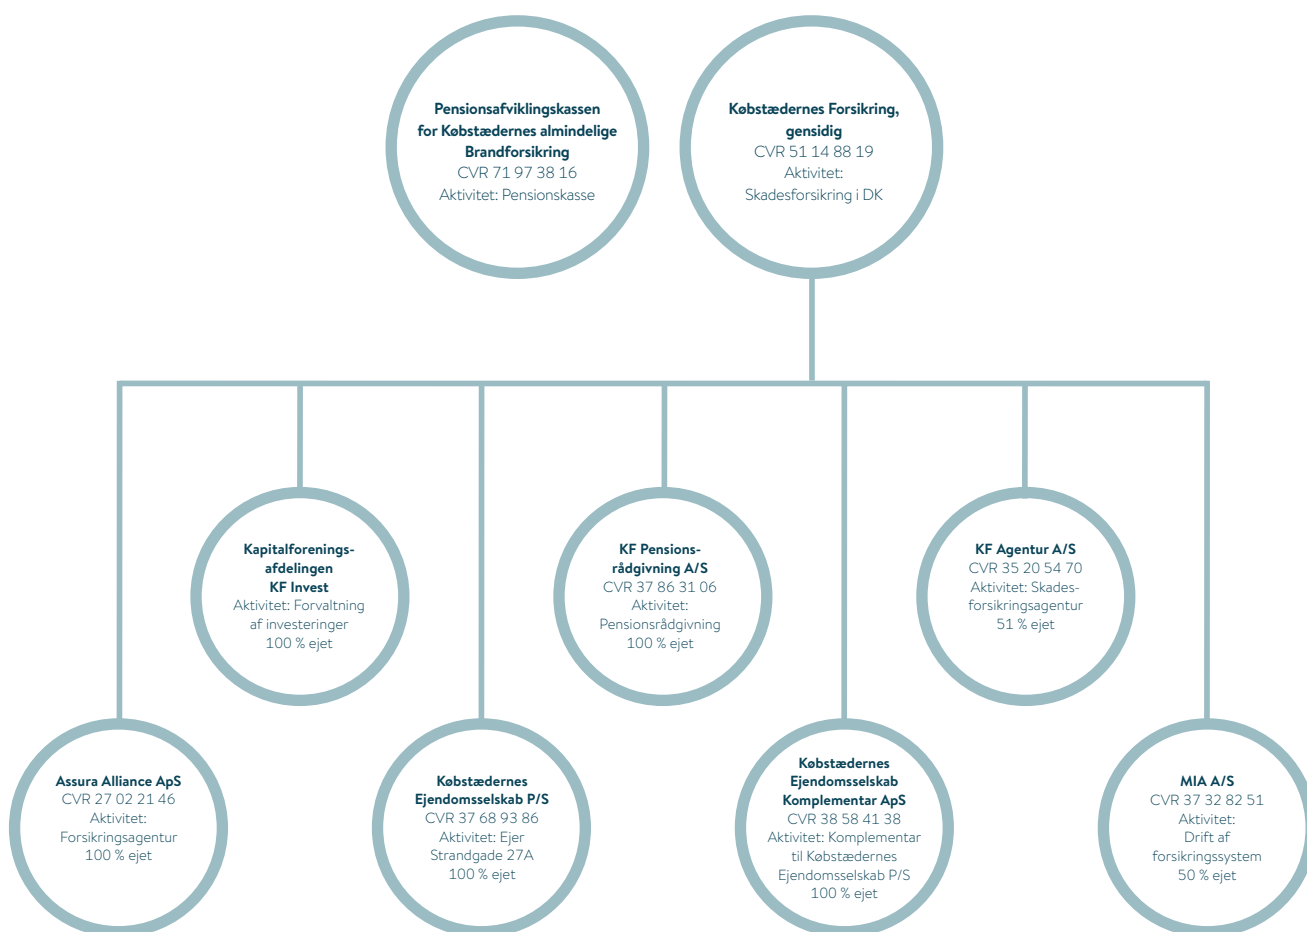 Pensionsafviklingskassen
for Købstædernes almindelige
Brandforsikring
CVR 71 97 38 16
Aktivitet: Pensionskasse
Købstædernes Forsikring,
gensidig
CVR 51 14 88 19
Aktivitet:
Skadesforsikring i DK
Kapitalforenings-
afdelingen
KF Invest
Aktivitet: Forvaltning
af investeringer
100 % ejet
KF Pensions-
rådgivning A/S
CVR 37 86 31 06
Aktivitet:
Pensionsrådgivning
100 % ejet
KF Agentur A/S
CVR 35 20 54 70
Aktivitet: Skades-
forsikringsagentur
51 % ejet
Assura Alliance ApS
CVR 27 02 21 46
Aktivitet:
Forsikringsagentur
100 % ejet
Købstædernes
Ejendomsselskab P/S
CVR 37 68 93 86
Aktivitet: Ejer
Strandgade 27A
100 % ejet
Købstædernes
Ejendomsselskab
Komplementar ApS
CVR 38 58 41 38
Aktivitet: Komplementar
til Købstædernes
Ejendomsselskab P/S
100 % ejet
MIA A/S
CVR 37 32 82 51
Aktivitet:
Drift af
forsikringssystem
50 % ejet